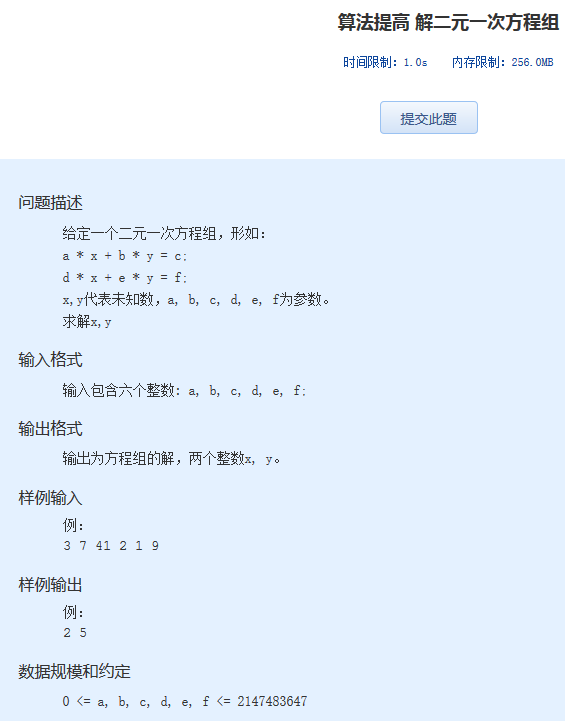 算法提高 解二元一次方程组
时间限制：1.0s 内存限制：256.0MB
提交此题
问题描述
给定一个二元一次方程组，形如：
a * x + b * y = c;
d * x + e * y = f;
x,y代表未知数，a, b, c, d, e, f为参数。
求解x,y
输入格式
输入包含六个整数: a, b, c, d, e, f;
输出格式
输出为方程组的解，两个整数x, y。
样例输入
例：
3 7 41 2 1 9
样例输出
例：
2 5
数据规模和约定
0 <= a, b, c, d, e, f <= 2147483647